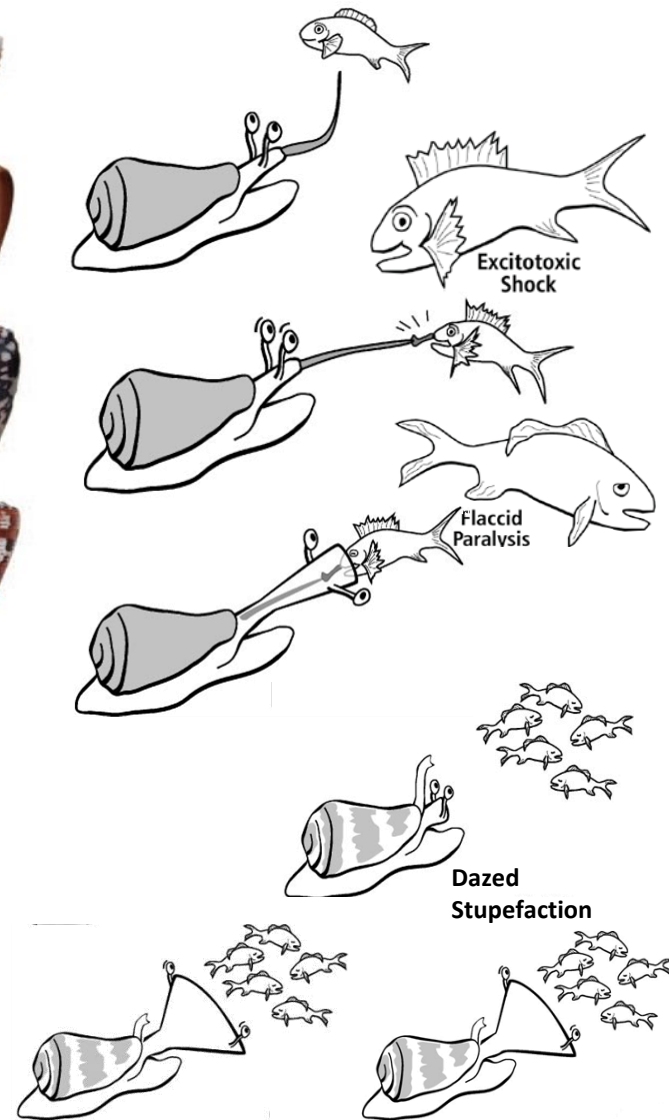 Excitotoxic
Shock
Flaccid
Paralysis
Dazed
Stupefaction